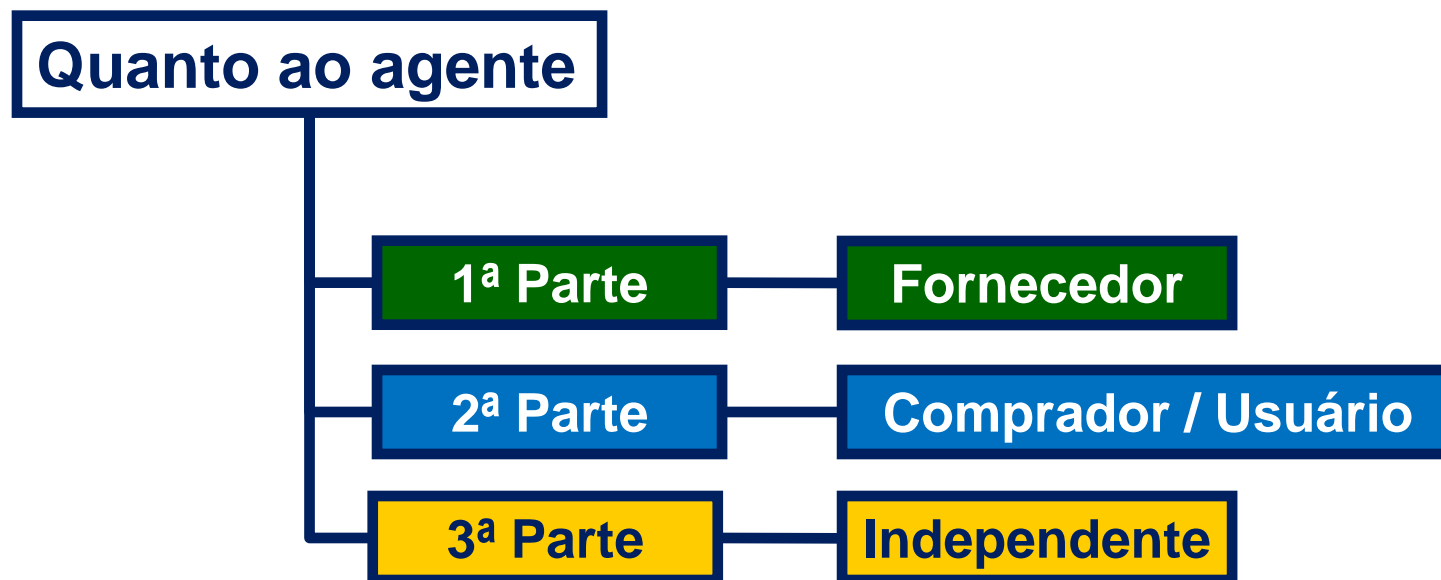 Quanto ao agente
1ª Parte
Fornecedor
2ª Parte
Comprador / Usuário
3ª Parte
Independente